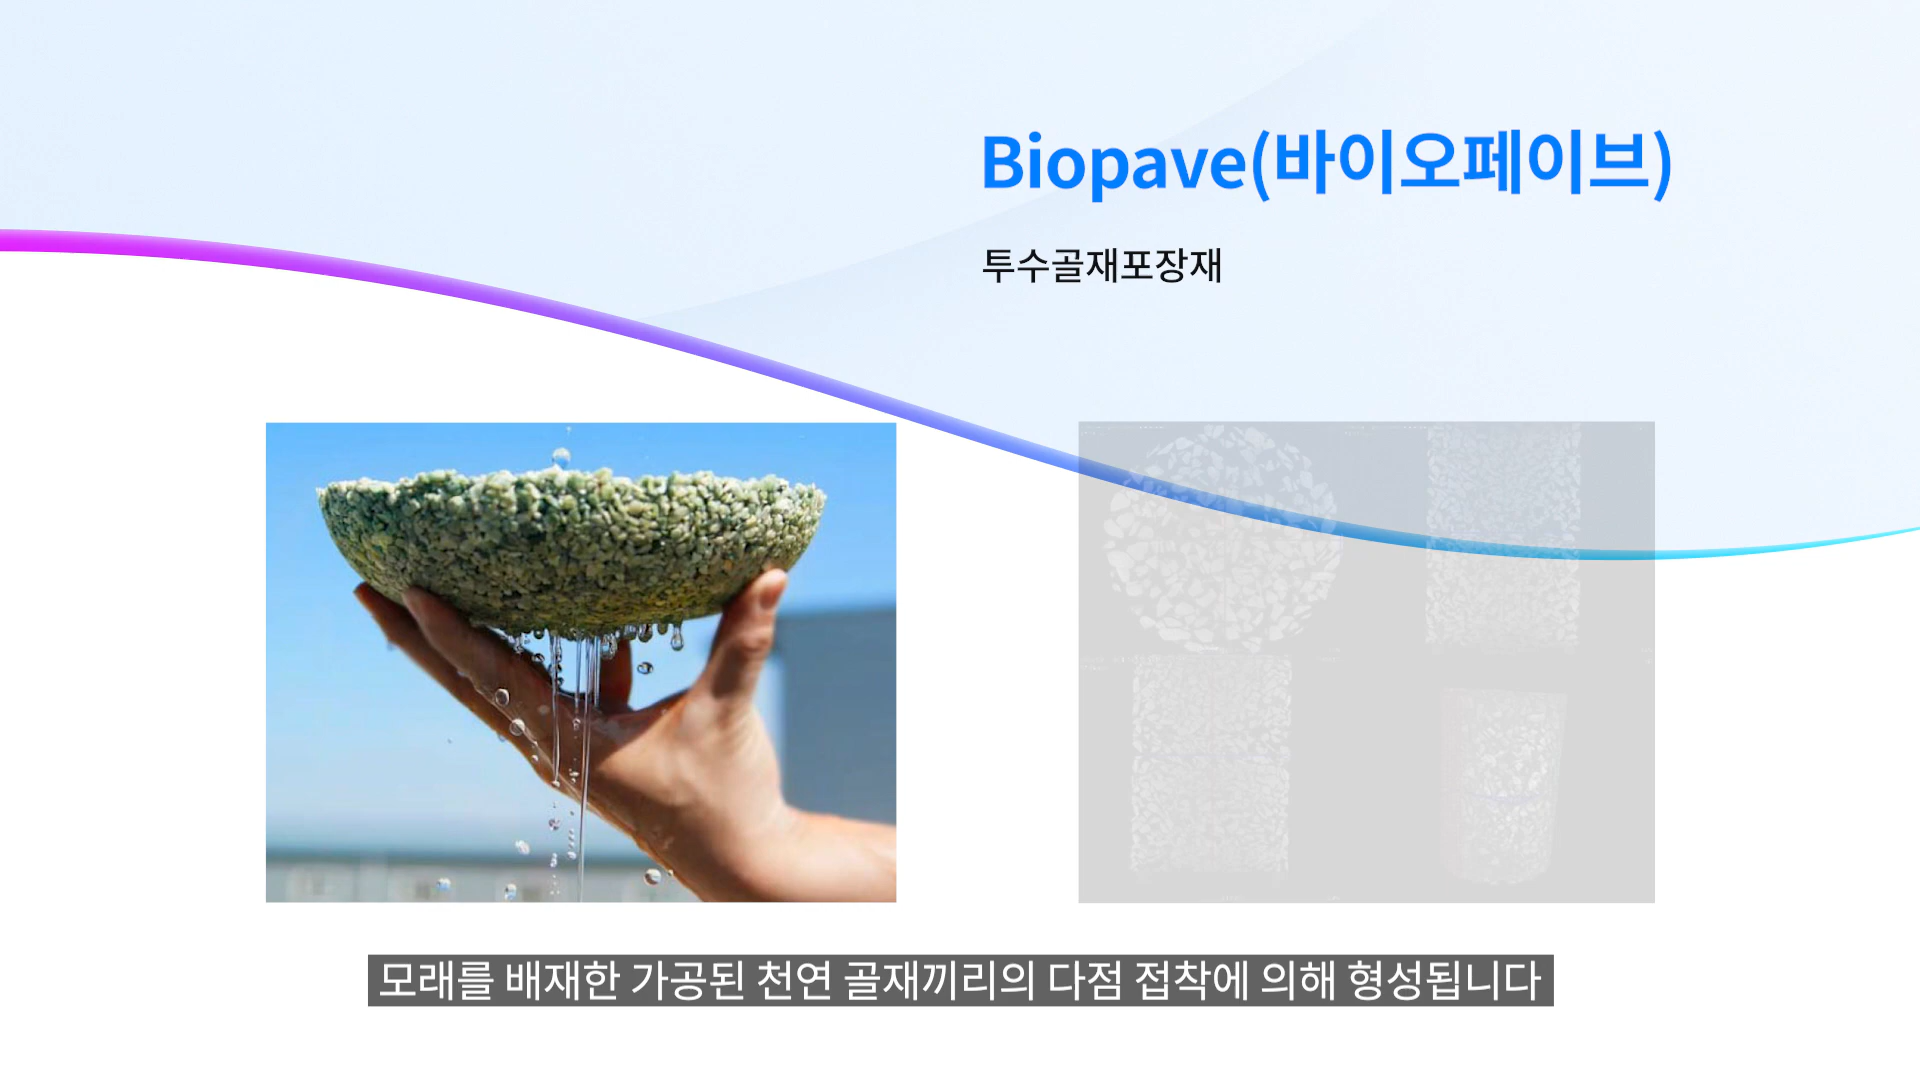 Biopave(바이오페이브)
투수골재포장재
모래를 배재한 가공된 천연 골재끼리의 다점 접착에 의해 형성됩니다